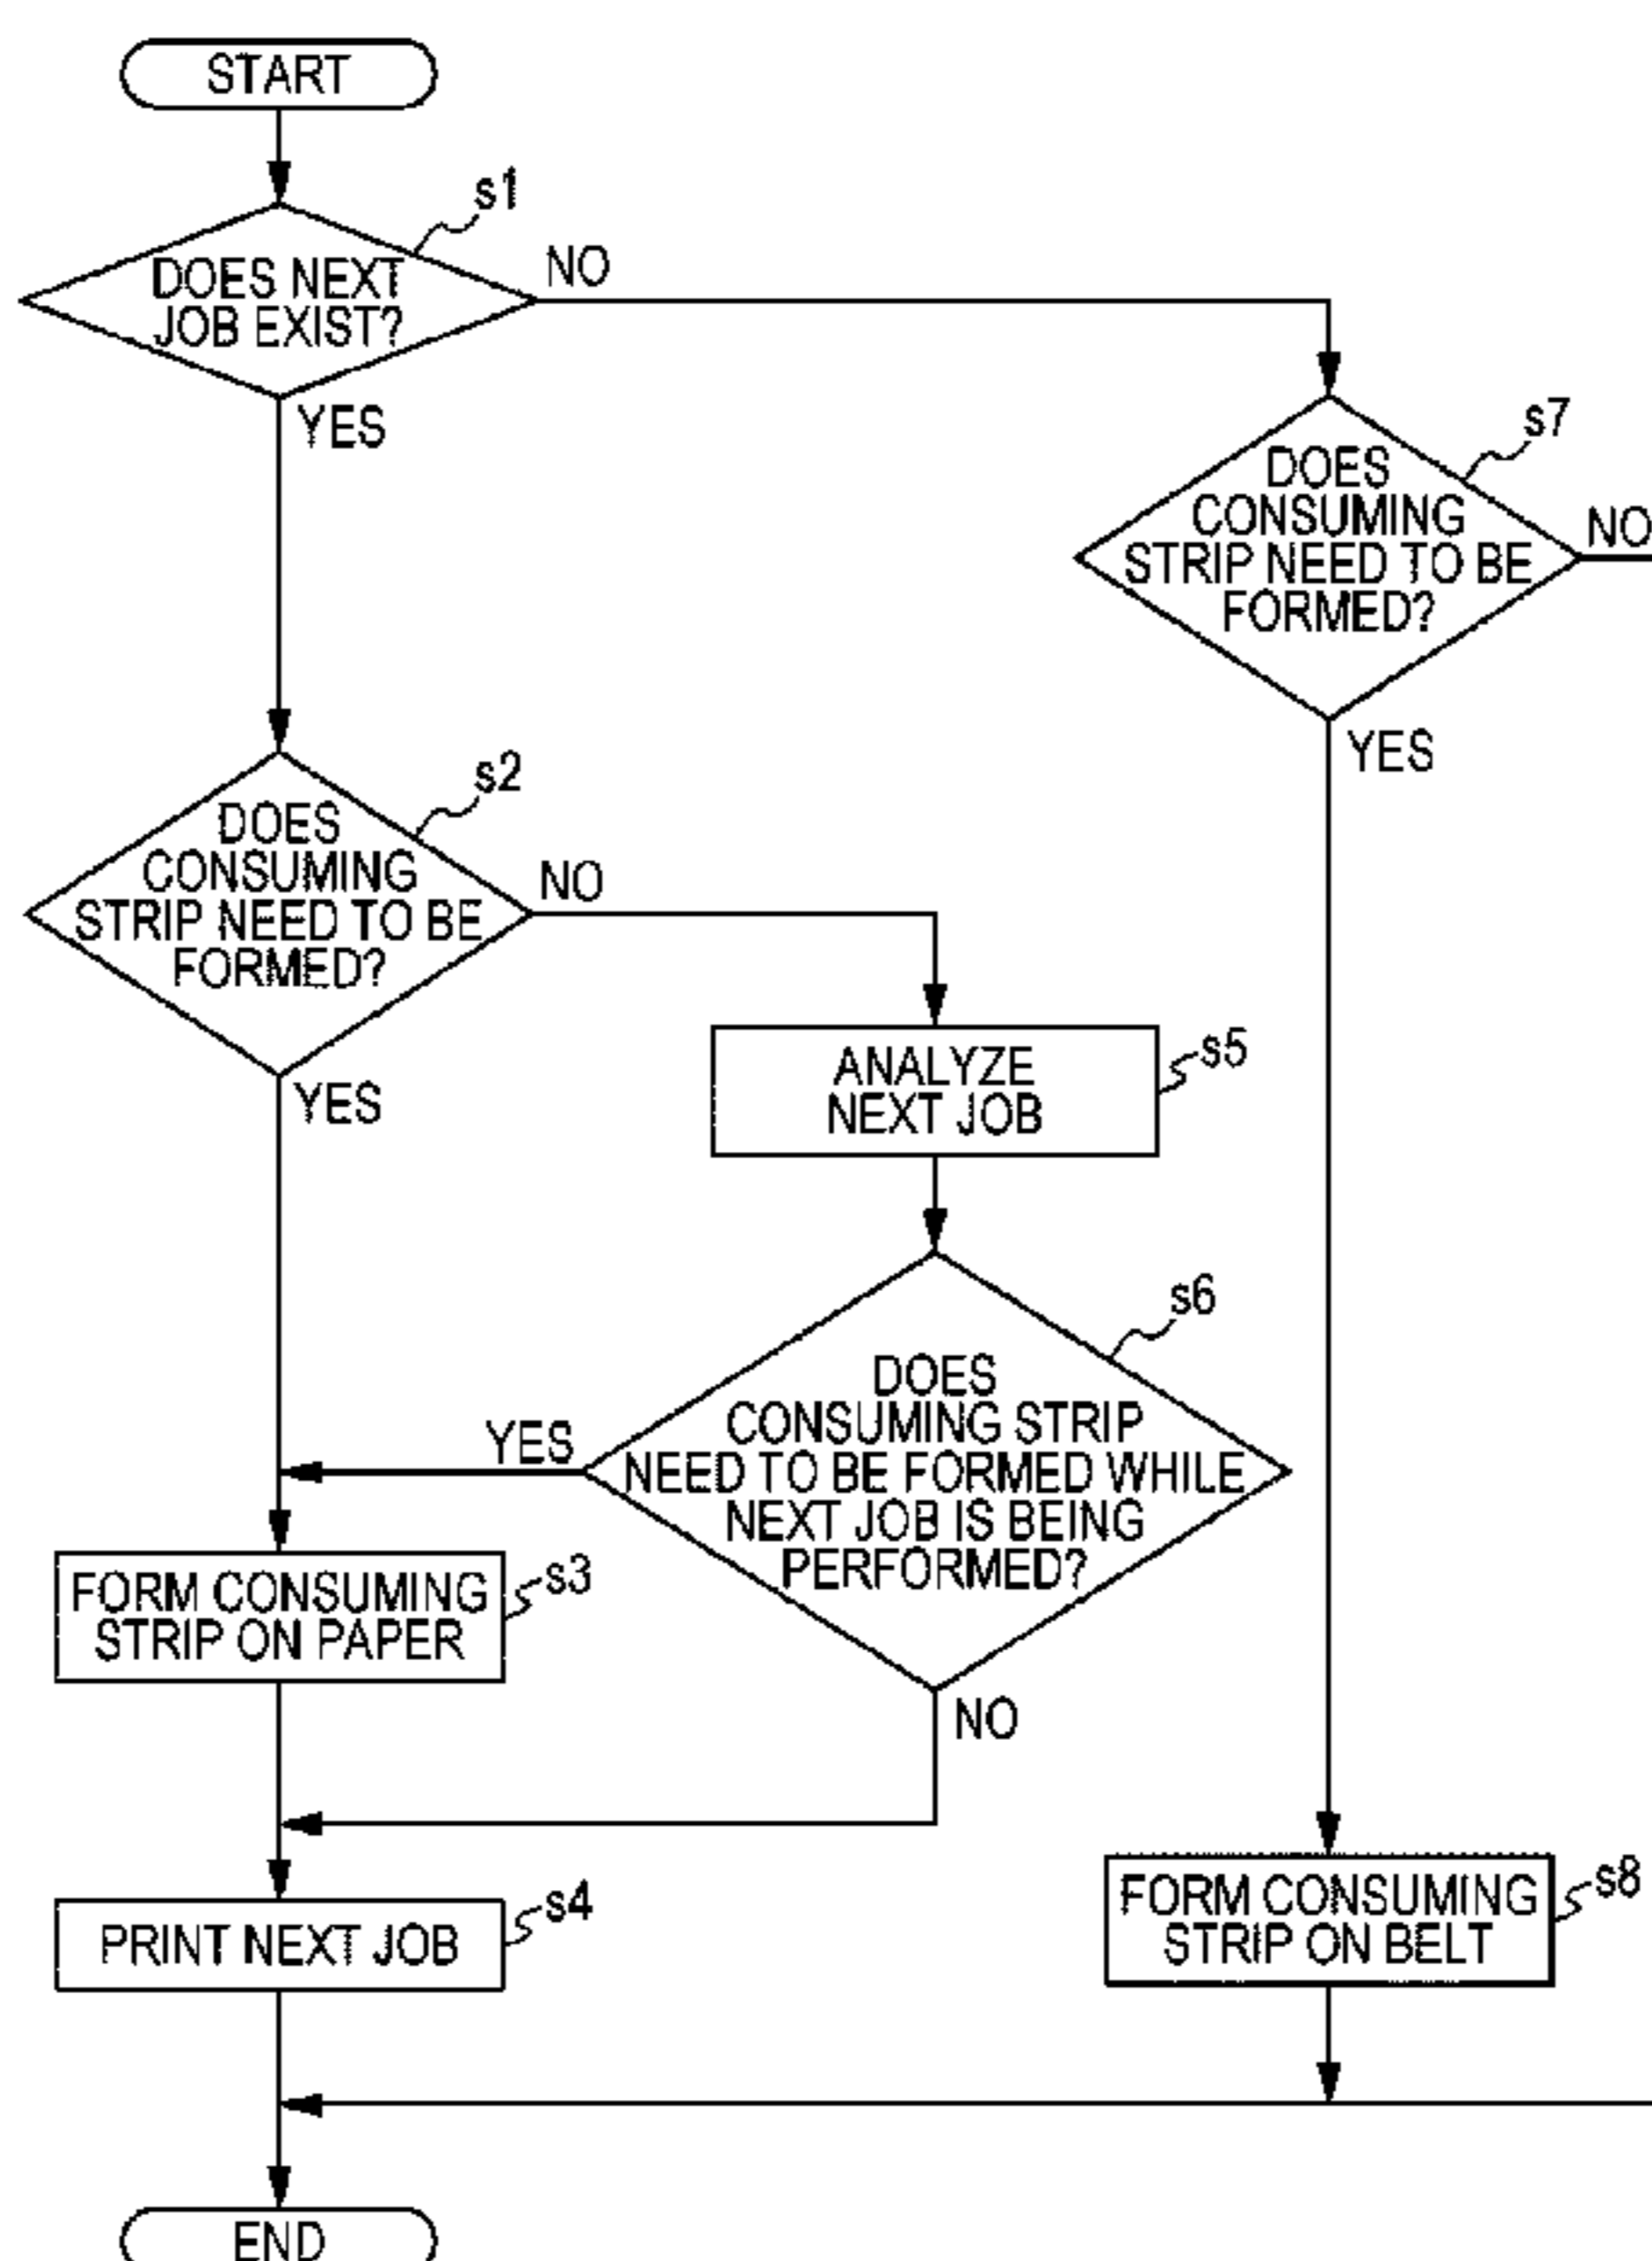 START
s1
DOES NEXT
JOB EXIST?
NO
YES
s7
DOES
CONSUMING
STRIP NEED TO BE
FORMED?
NO
YES
s2
DOES
CONSUMING
STRIP NEED TO BE
FORMED?
NO
YES
s5
ANALYZE
NEXT JOB
s6
DOES
CONSUMING STRIP
NEED TO BE FORMED WHILE
NEXT JOB IS BEING
PERFORMED?
YES
NO
s3
FORM CONSUMING
STRIP ON PAPER
s4
PRINT NEXT JOB
s8
FORM CONSUMING
STRIP ON BELT
END